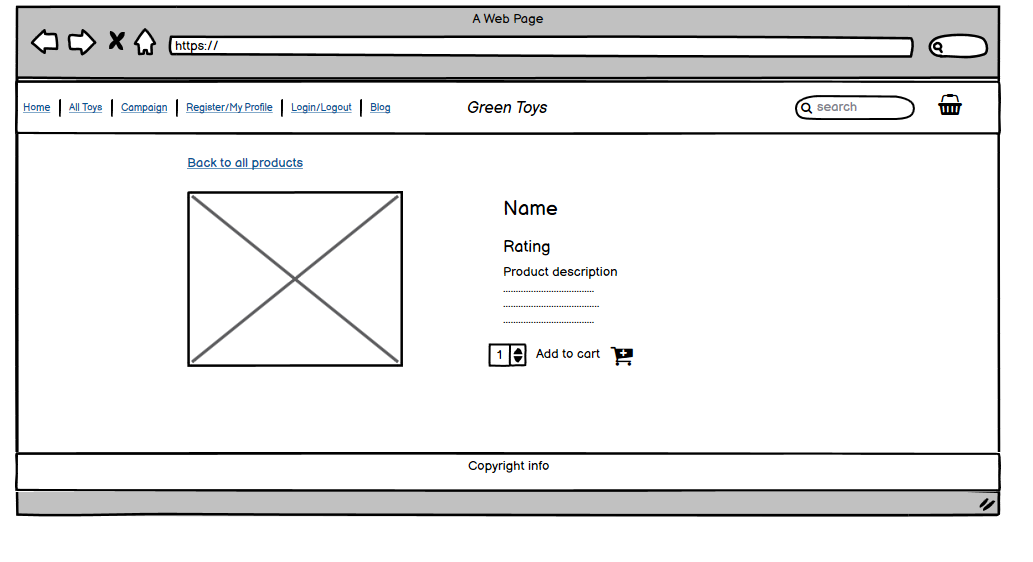 A Web Page
https://
Home All Toys Campaign Register/My Profile Login/Logout Blog Green Toys search
Back to all products
Name
Rating
Product description
1 Add to cart
Copyright info